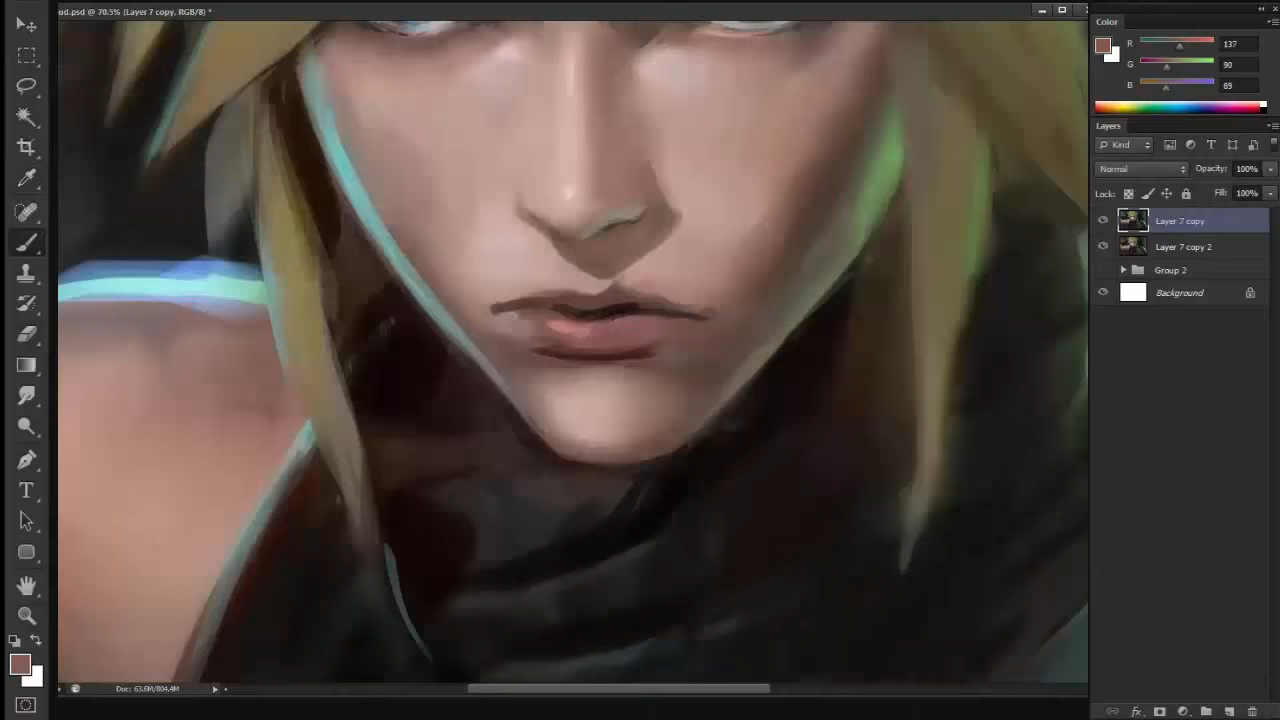 ud.psd @ 70.5% (Layer 7 copy, RGB/8) *
Color
R 137
G 90
B 89
Layers
Kind
Normal Opacity: 100%
Lock: Fill: 100%
Layer 7 copy
Layer 7 copy 2
Group 2
Background
Doc: 63.6M/804.4M